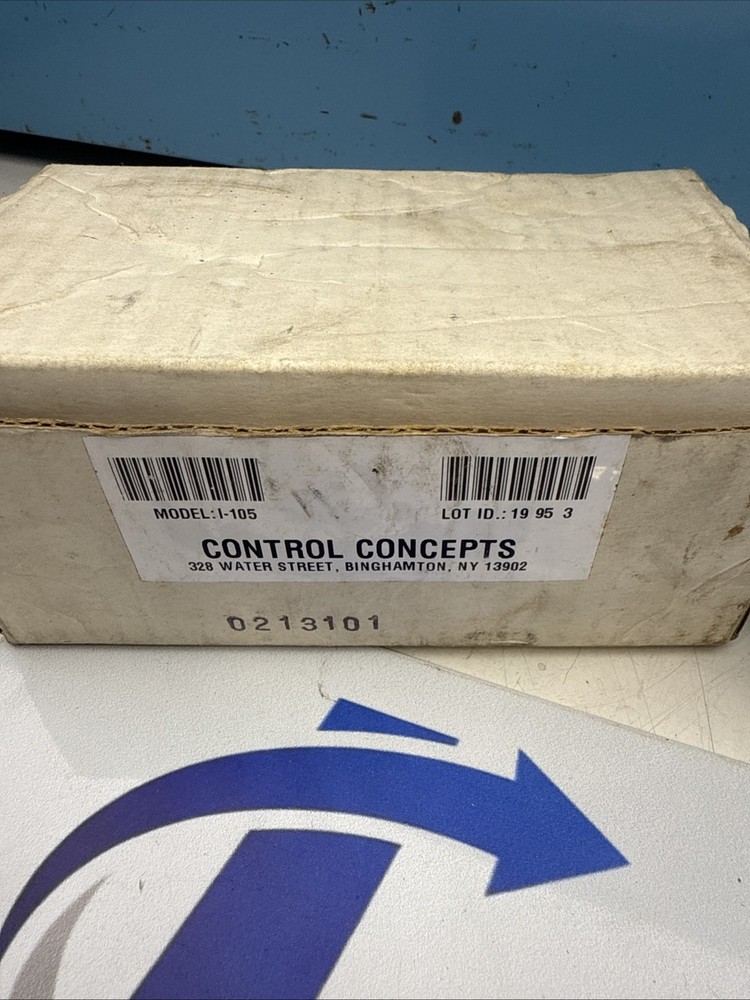 MODEL: I-105
LOT ID.: 19 95 3
CONTROL CONCEPTS
328 WATER STREET, BINGHAMTON, NY 13902
0213101